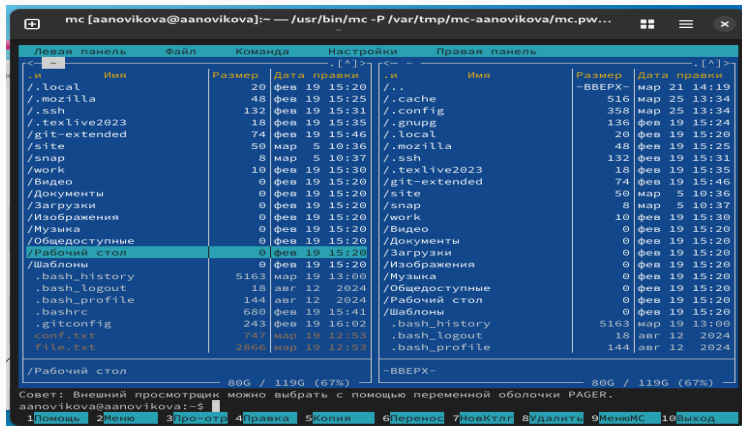 mc [aanovikova@aanovikova]:~ — /usr/bin/mc -P /var/tmp/mc-aanovikova/mc.pw...
~
Левая панель Файл Команда Настройки Правая панель
<— ~ .[^]> <— ~ .[^]>
.и Имя Размер Дата правки .и Имя Размер Дата правки
/.local 20 фев 19 15:20 /.. -ВВЕРХ- мар 21 14:19
/.mozilla 48 фев 19 15:25 /.cache 516 мар 25 13:34
/.ssh 132 фев 19 15:31 /.config 358 мар 25 13:34
/.texlive2023 18 фев 19 15:35 /.gnupg 136 фев 19 15:24
/git-extended 74 фев 19 15:46 /.local 20 фев 19 15:20
/site 50 мар 5 10:36 /.mozilla 48 фев 19 15:25
/snap 8 мар 5 10:37 /.ssh 132 фев 19 15:31
/work 10 фев 19 15:30 /.texlive2023 18 фев 19 15:35
/Видео 0 фев 19 15:20 /git-extended 74 фев 19 15:46
/Документы 0 фев 19 15:20 /site 50 мар 5 10:36
/Загрузки 0 фев 19 15:20 /snap 8 мар 5 10:37
/Изображения 0 фев 19 15:20 /work 10 фев 19 15:30
/Музыка 0 фев 19 15:20 /Видео 0 фев 19 15:20
/Общедоступные 0 фев 19 15:20 /Документы 0 фев 19 15:20
/Рабочий стол 0 фев 19 15:20 /Загрузки 0 фев 19 15:20
/Шаблоны 0 фев 19 15:20 /Изображения 0 фев 19 15:20
.bash_history 5163 мар 19 13:00 /Музыка 0 фев 19 15:20
.bash_logout 18 авг 12 2024 /Общедоступные 0 фев 19 15:20
.bash_profile 144 авг 12 2024 /Рабочий стол 0 фев 19 15:20
.bashrc 680 фев 19 15:41 /Шаблоны 0 фев 19 15:20
.gitconfig 243 фев 19 16:02 .bash_history 5163 мар 19 13:00
conf.txt 747 мар 19 12:53 .bash_logout 18 авг 12 2024
file.txt 2866 мар 19 12:53 .bash_profile 144 авг 12 2024
/Рабочий стол -ВВЕРХ-
80G / 119G (67%) 80G / 119G (67%)
Совет: Внешний просмотрщик можно выбрать с помощью переменной оболочки PAGER.
aanovikova@aanovikova:~$
1Помощь 2Меню 3Про~отр 4Правка 5Копия 6Перенос 7НовКтлг 8Удалить 9МенюМС 10Выход